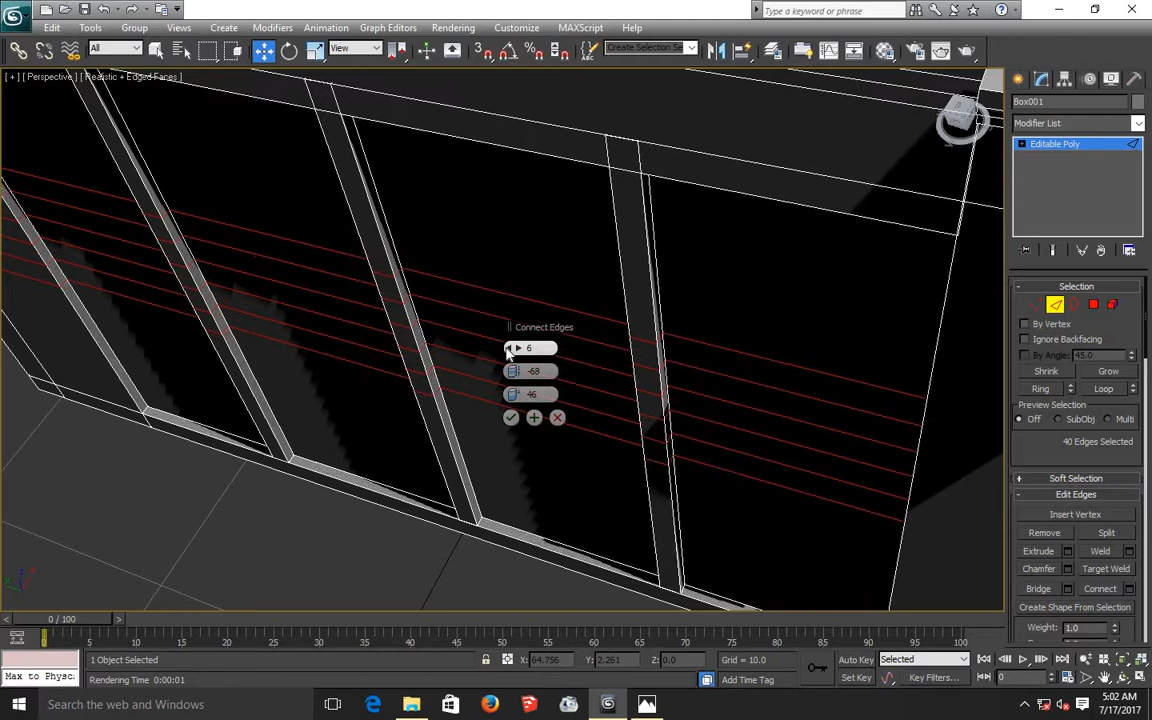 Type a keyword or phrase
Edit Tools Group Views Create Modifiers Animation Graph Editors Rendering Customize MAXScript Help
All View 3 Create Selection Se
[ + ] [ Perspective ] [ Realistic + Edged Faces ]
Box001
Modifier List
Editable Poly
Selection
By Vertex
Ignore Backfacing
By Angle: 45.0
Shrink Grow
Ring Loop
Preview Selection
Off SubObj Multi
40 Edges Selected
Soft Selection
Edit Edges
Insert Vertex
Remove Split
Extrude Weld
Chamfer Target Weld
Bridge Connect
Create Shape From Selection
Weight: 1.0
Connect Edges
6
-68
46
0 / 100
0 5 10 15 20 25 30 35 40 45 50 55 60 65 70 75 80 85 90 95 100
1 Object Selected X: 64.756 Y: 2.261 Z: 0.0 Grid = 10.0 Auto Key Selected
Max to Physc Rendering Time 0:00:01 Add Time Tag Set Key Key Filters... 0
Search the web and Windows
5:02 AM
7/17/2017